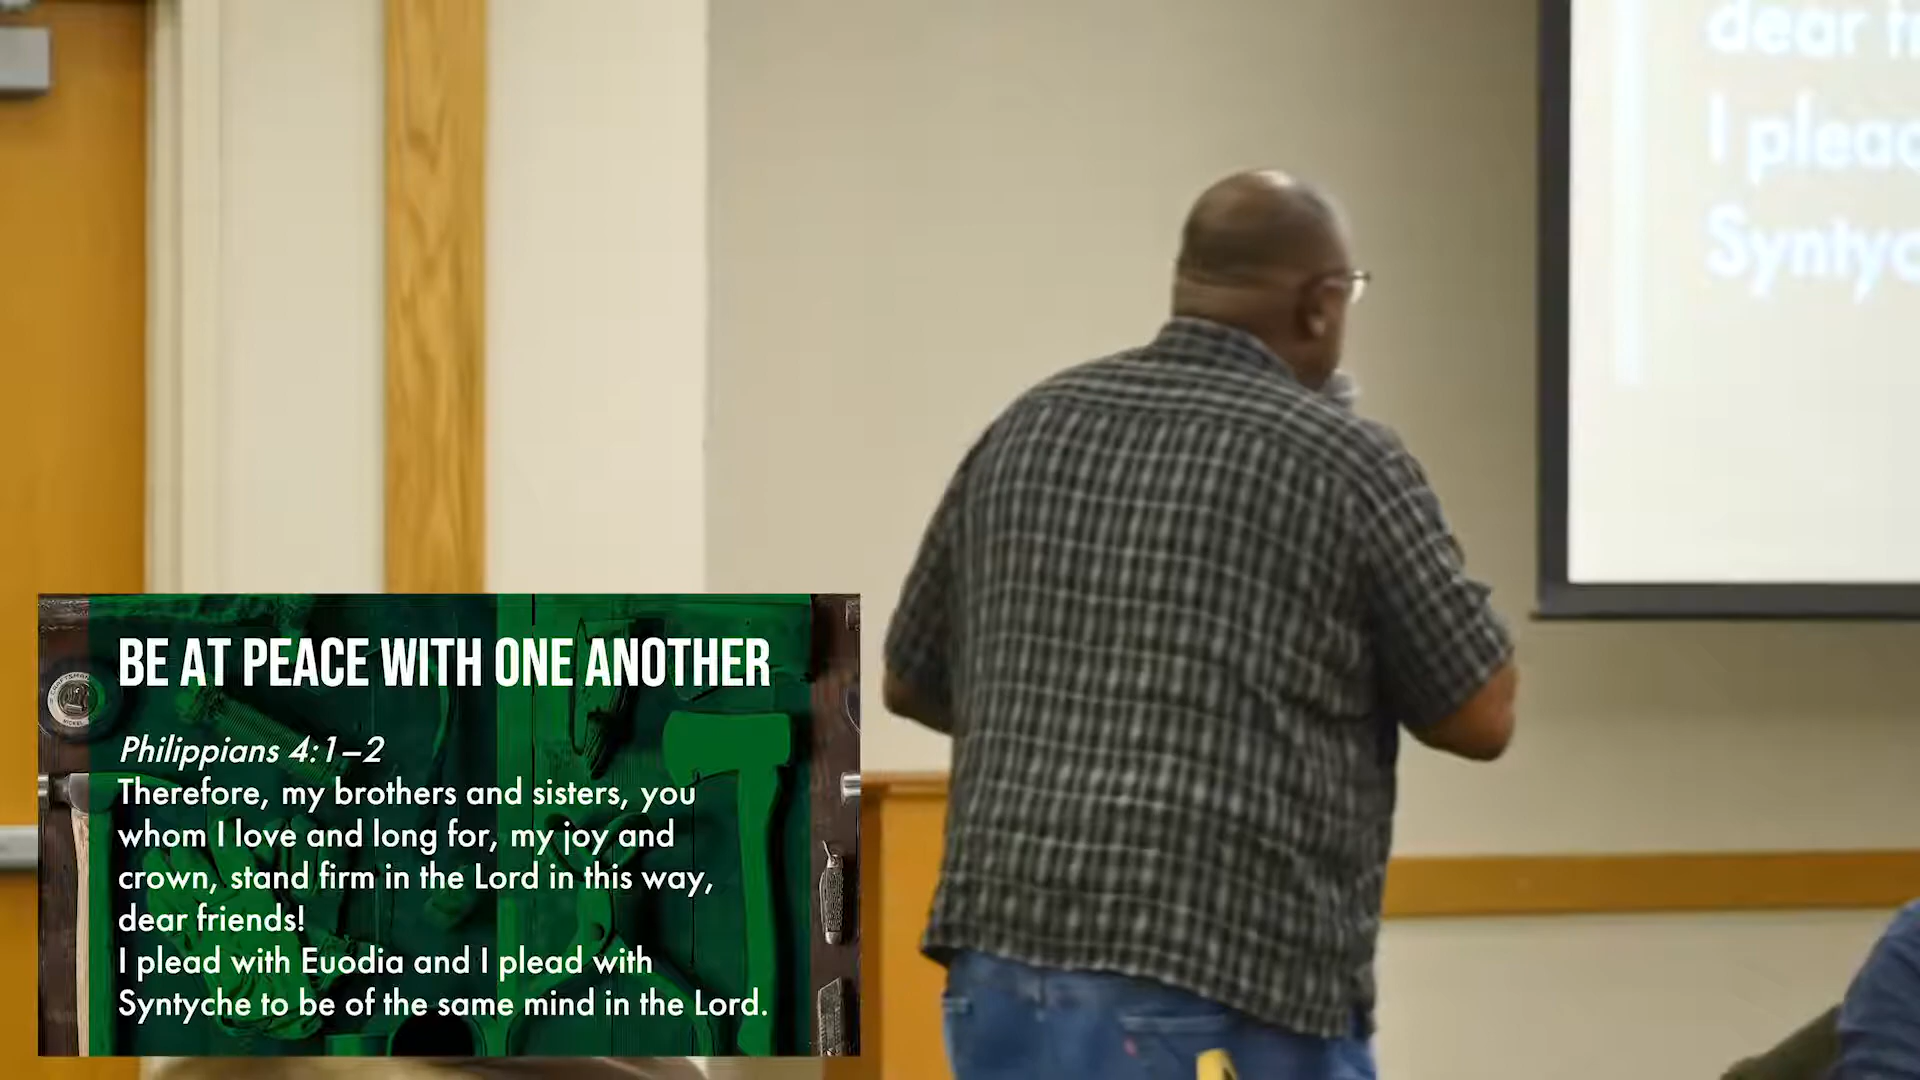 BE AT PEACE WITH ONE ANOTHER
Philippians 4:1–2
Therefore, my brothers and sisters, you
whom I love and long for, my joy and
crown, stand firm in the Lord in this way,
dear friends!
I plead with Euodia and I plead with
Syntyche to be of the same mind in the Lord.
dear
I plead